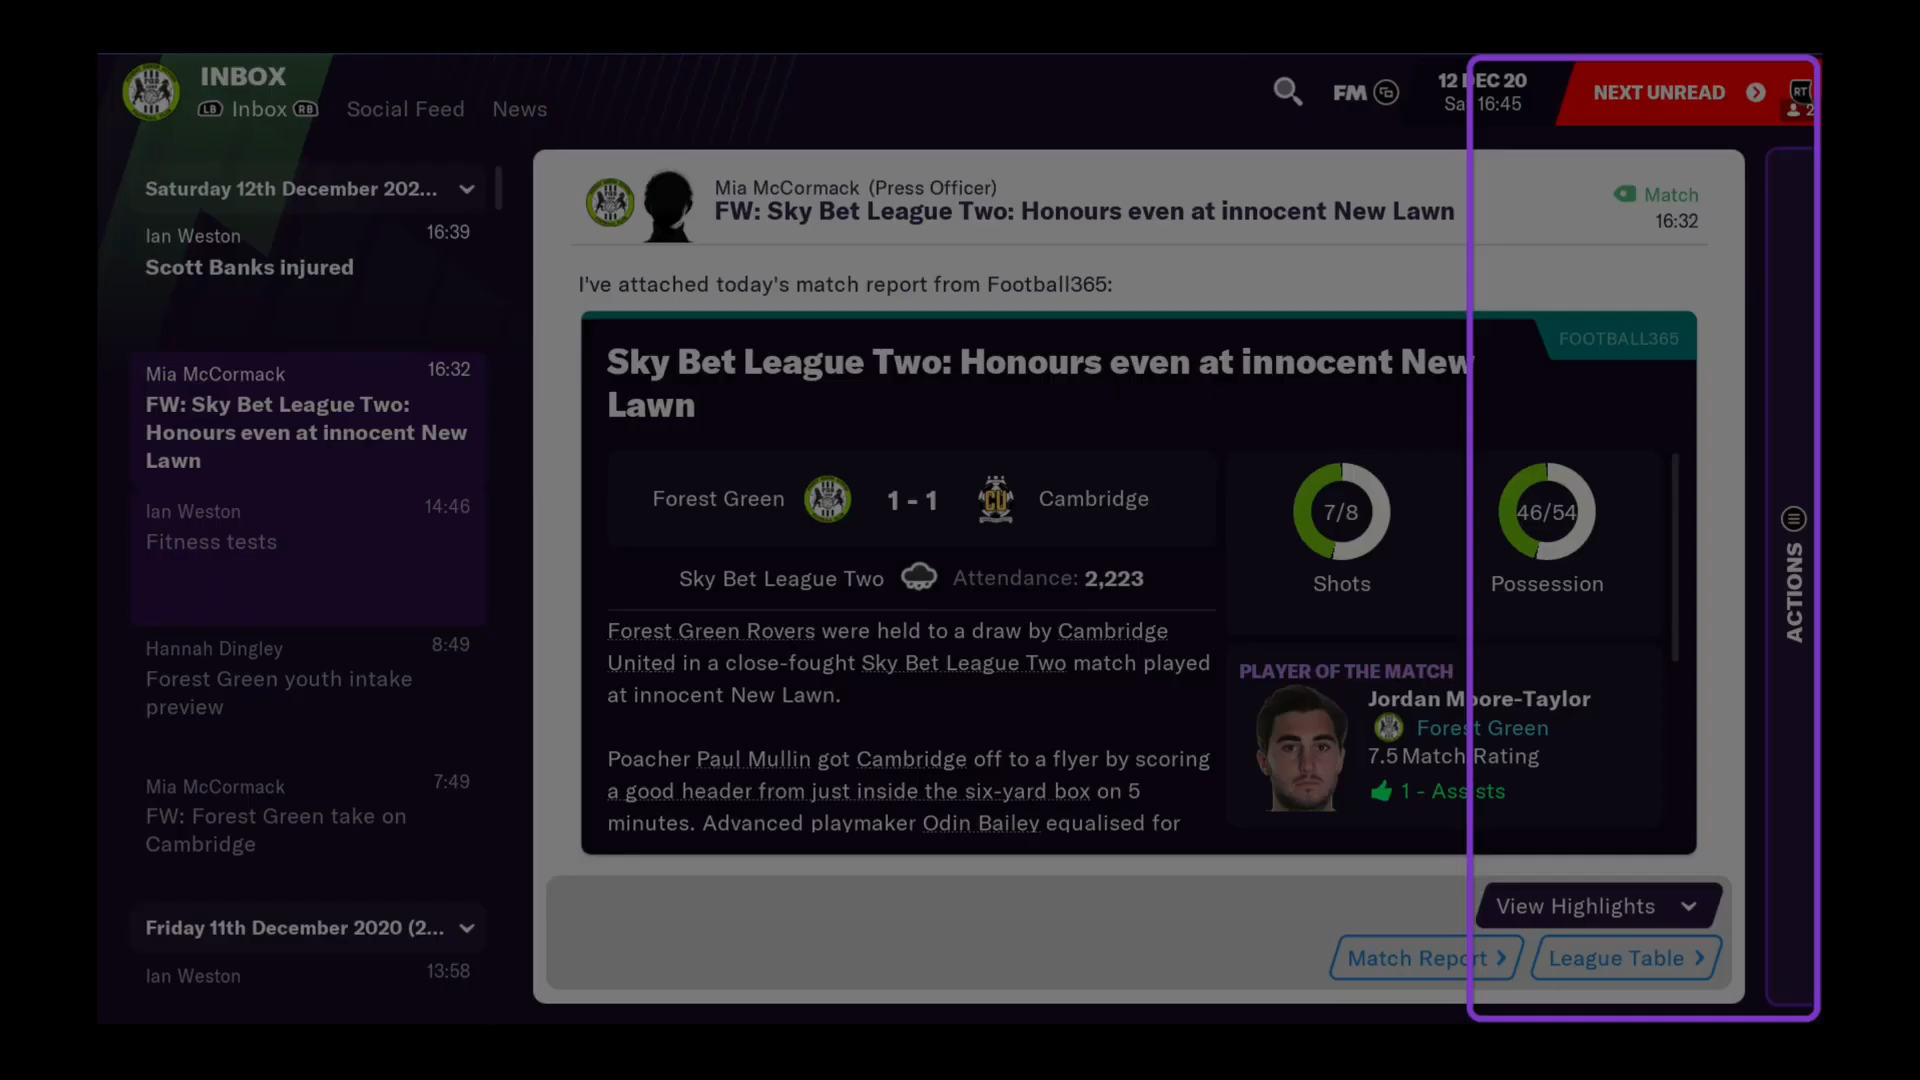 INBOX
LB Inbox RB Social Feed News
FM
12 DEC 20
Sat 16:45
NEXT UNREAD
RT
2
Saturday 12th December 202...
Ian Weston 16:39
Scott Banks injured
Mia McCormack 16:32
FW: Sky Bet League Two:
Honours even at innocent New
Lawn
Ian Weston 14:46
Fitness tests
Hannah Dingley 8:49
Forest Green youth intake
preview
Mia McCormack 7:49
FW: Forest Green take on
Cambridge
Friday 11th December 2020 (2...
Ian Weston 13:58
Mia McCormack (Press Officer)
FW: Sky Bet League Two: Honours even at innocent New Lawn
Match
16:32
I've attached today's match report from Football365:
FOOTBALL365
Sky Bet League Two: Honours even at innocent New
Lawn
Forest Green 1 - 1 CU Cambridge
Sky Bet League Two Attendance: 2,223
Forest Green Rovers were held to a draw by Cambridge
United in a close-fought Sky Bet League Two match played
at innocent New Lawn.
Poacher Paul Mullin got Cambridge off to a flyer by scoring
a good header from just inside the six-yard box on 5
minutes. Advanced playmaker Odin Bailey equalised for
7/8
Shots
46/54
Possession
PLAYER OF THE MATCH
Jordan Moore-Taylor
Forest Green
7.5 Match Rating
1 - Assists
View Highlights
Match Report
League Table
ACTIONS